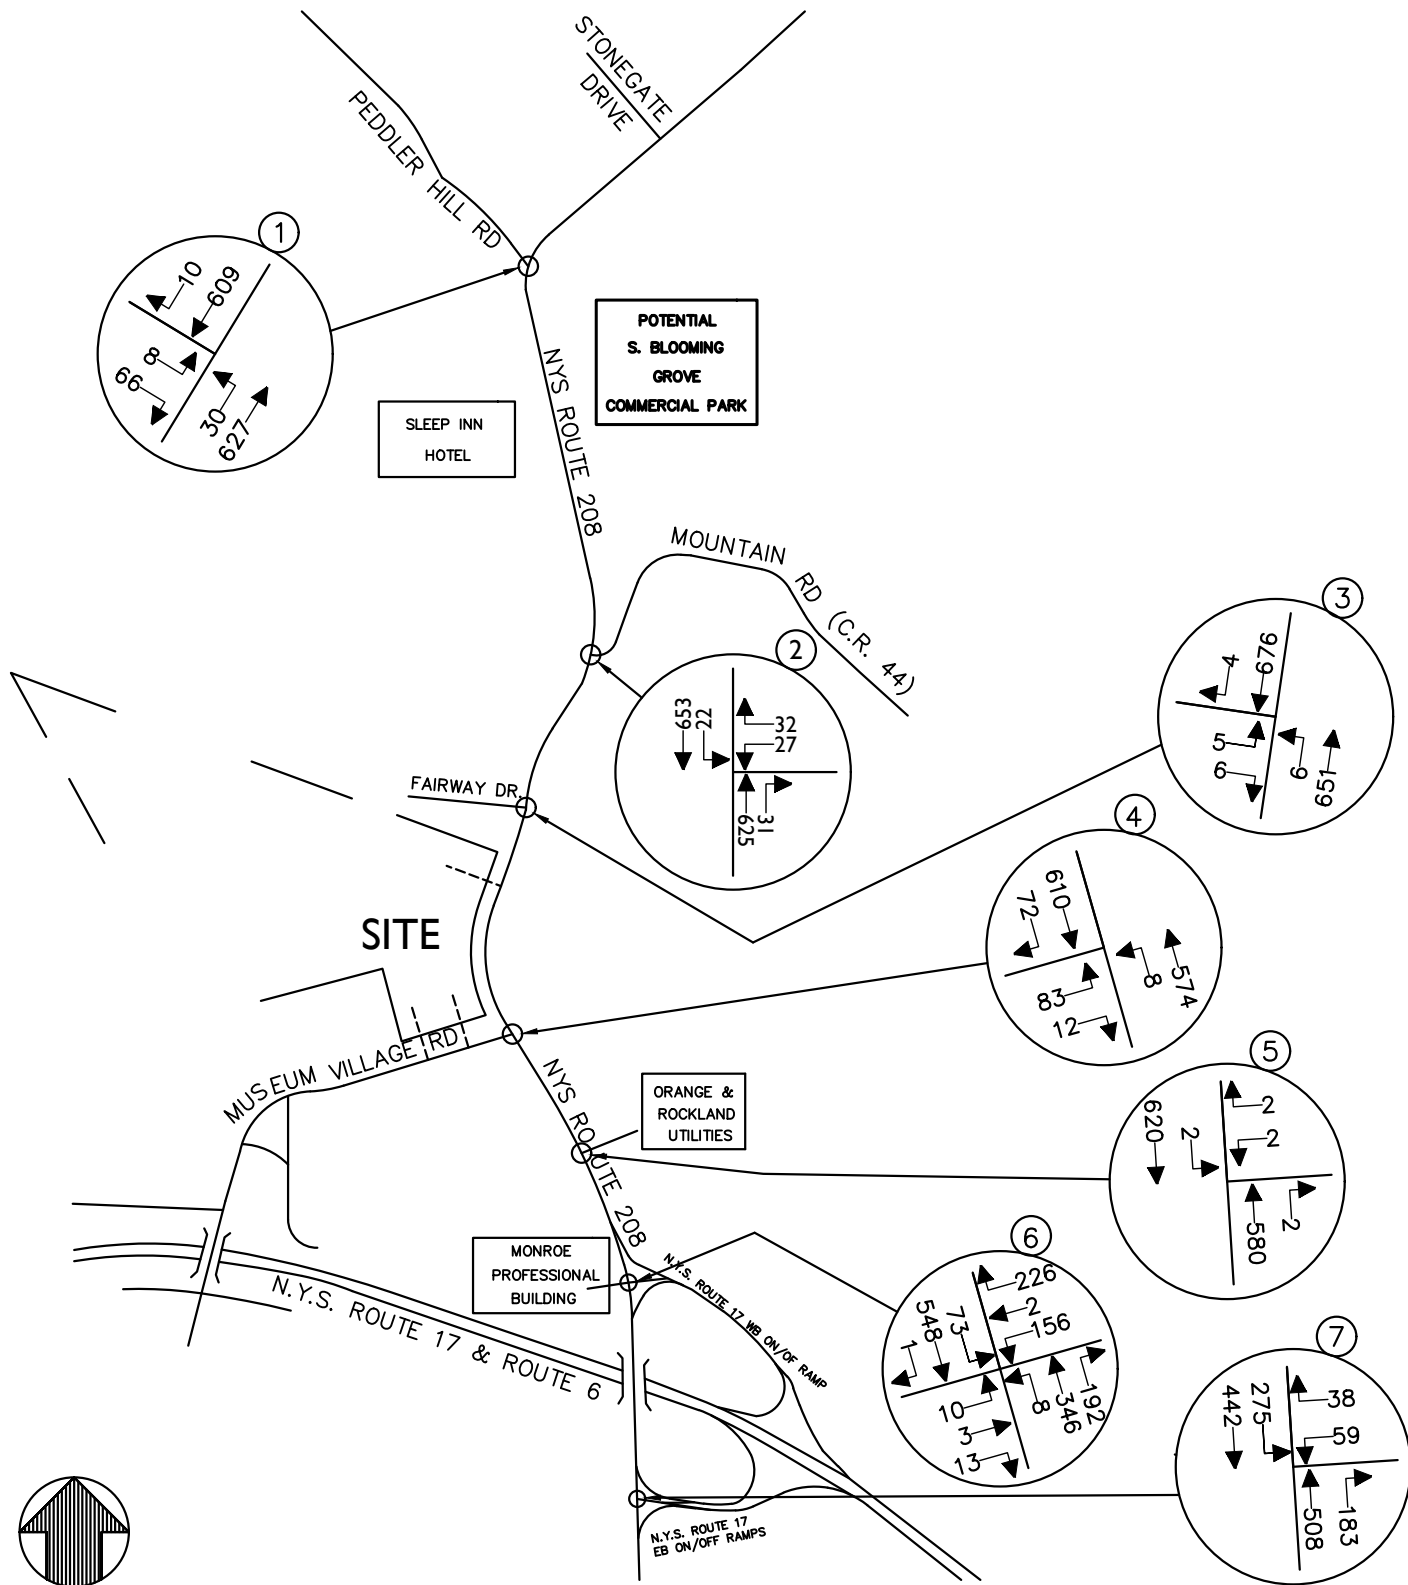 STONEGATE
DRIVE
PEDDLER HILL RD
1
10
609
8
66
30
627
POTENTIAL
S. BLOOMING
GROVE
COMMERCIAL PARK
SLEEP INN
HOTEL
NYS ROUTE 208
MOUNTAIN RD (C.R. 44)
2
653
22
32
27
625
31
3
4
676
5
6
6
651
FAIRWAY DR.
4
610
72
83
12
8
574
SITE
MUSEUM VILLAGE RD
NYS ROUTE 208
ORANGE &
ROCKLAND
UTILITIES
5
620
2
2
2
580
2
MONROE
PROFESSIONAL
BUILDING
6
226
2
156
73
548
1
10
3
13
8
346
192
N.Y.S. ROUTE 17 WB ON/OF RAMP
N.Y.S. ROUTE 17 & ROUTE 6
7
38
59
275
442
508
183
N.Y.S. ROUTE 17
EB ON/OFF RAMPS